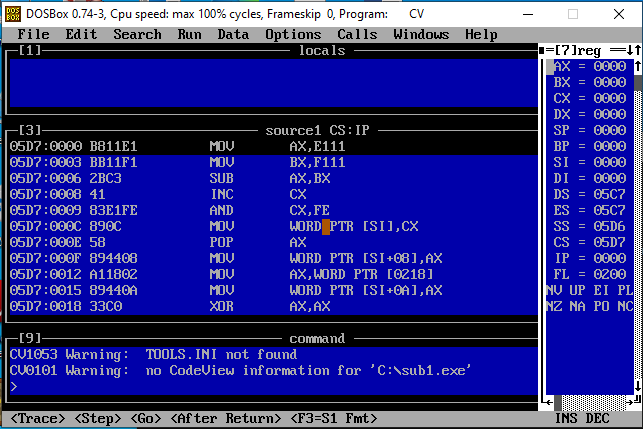 DOSBox 0.74-3, Cpu speed: max 100% cycles, Frameskip 0, Program: CV
File Edit Search Run Data Options Calls Windows Help
[1] locals
[3] source1 CS:IP
05D7:0000 B811E1 MOV AX,E111
05D7:0003 BB11F1 MOV BX,F111
05D7:0006 2BC3 SUB AX,BX
05D7:0008 41 INC CX
05D7:0009 83E1FE AND CX,FE
05D7:000C 890C MOV WORD PTR [SI],CX
05D7:000E 58 POP AX
05D7:000F 894408 MOV WORD PTR [SI+08],AX
05D7:0012 A11802 MOV AX,WORD PTR [0218]
05D7:0015 89440A MOV WORD PTR [SI+0A],AX
05D7:0018 33C0 XOR AX,AX
[9] command
CV1053 Warning: TOOLS.INI not found
CV0101 Warning: no CodeView information for 'C:\sub1.exe'
>
[7]reg
AX = 0000
BX = 0000
CX = 0000
DX = 0000
SP = 0000
BP = 0000
SI = 0000
DI = 0000
DS = 05C7
ES = 05C7
SS = 05D6
CS = 05D7
IP = 0000
FL = 0200
NV UP EI PL
NZ NA PO NC
<Trace> <Step> <Go> <After Return> <F3=S1 Fmt> INS DEC